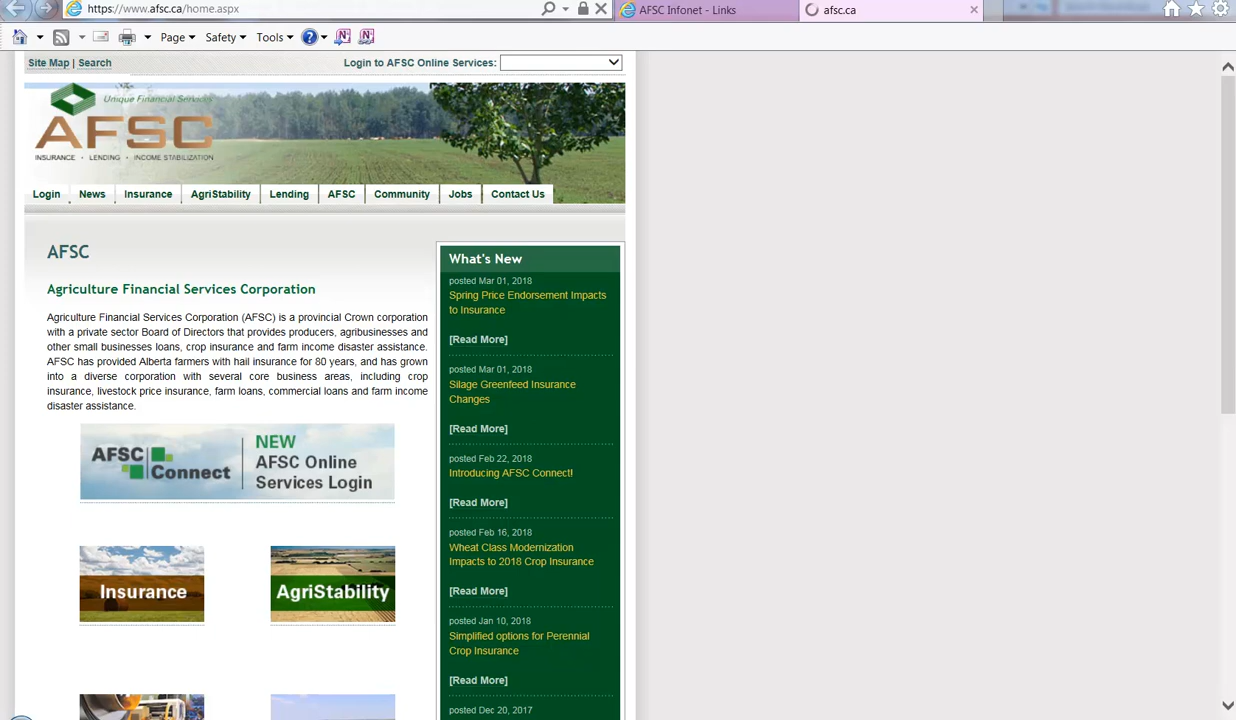 https://www.afsc.ca/home.aspx
AFSC Infonet - Links
afsc.ca
Page Safety Tools
Site Map | Search
Login to AFSC Online Services:
Unique Financial Services
AFSC
INSURANCE • LENDING • INCOME STABILIZATION
Login News Insurance AgriStability Lending AFSC Community Jobs Contact Us
AFSC
Agriculture Financial Services Corporation
Agriculture Financial Services Corporation (AFSC) is a provincial Crown corporation
with a private sector Board of Directors that provides producers, agribusinesses and
other small businesses loans, crop insurance and farm income disaster assistance.
AFSC has provided Alberta farmers with hail insurance for 80 years, and has grown
into a diverse corporation with several core business areas, including crop
insurance, livestock price insurance, farm loans, commercial loans and farm income
disaster assistance.
AFSC Connect
NEW
AFSC Online
Services Login
Insurance
AgriStability
What's New
posted Mar 01, 2018
Spring Price Endorsement Impacts
to Insurance
[Read More]
posted Mar 01, 2018
Silage Greenfeed Insurance
Changes
[Read More]
posted Feb 22, 2018
Introducing AFSC Connect!
[Read More]
posted Feb 16, 2018
Wheat Class Modernization
Impacts to 2018 Crop Insurance
[Read More]
posted Jan 10, 2018
Simplified options for Perennial
Crop Insurance
[Read More]
posted Dec 20, 2017